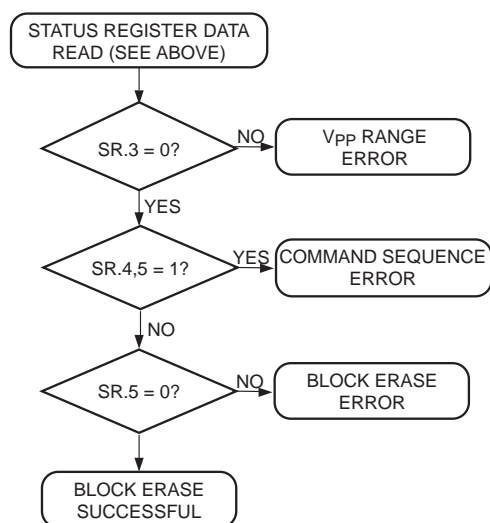 STATUS REGISTER DATA
READ (SEE ABOVE)
SR.3 = 0?
NO
VPP RANGE
ERROR
YES
SR.4,5 = 1?
YES
COMMAND SEQUENCE
ERROR
NO
SR.5 = 0?
NO
BLOCK ERASE
ERROR
BLOCK ERASE
SUCCESSFUL